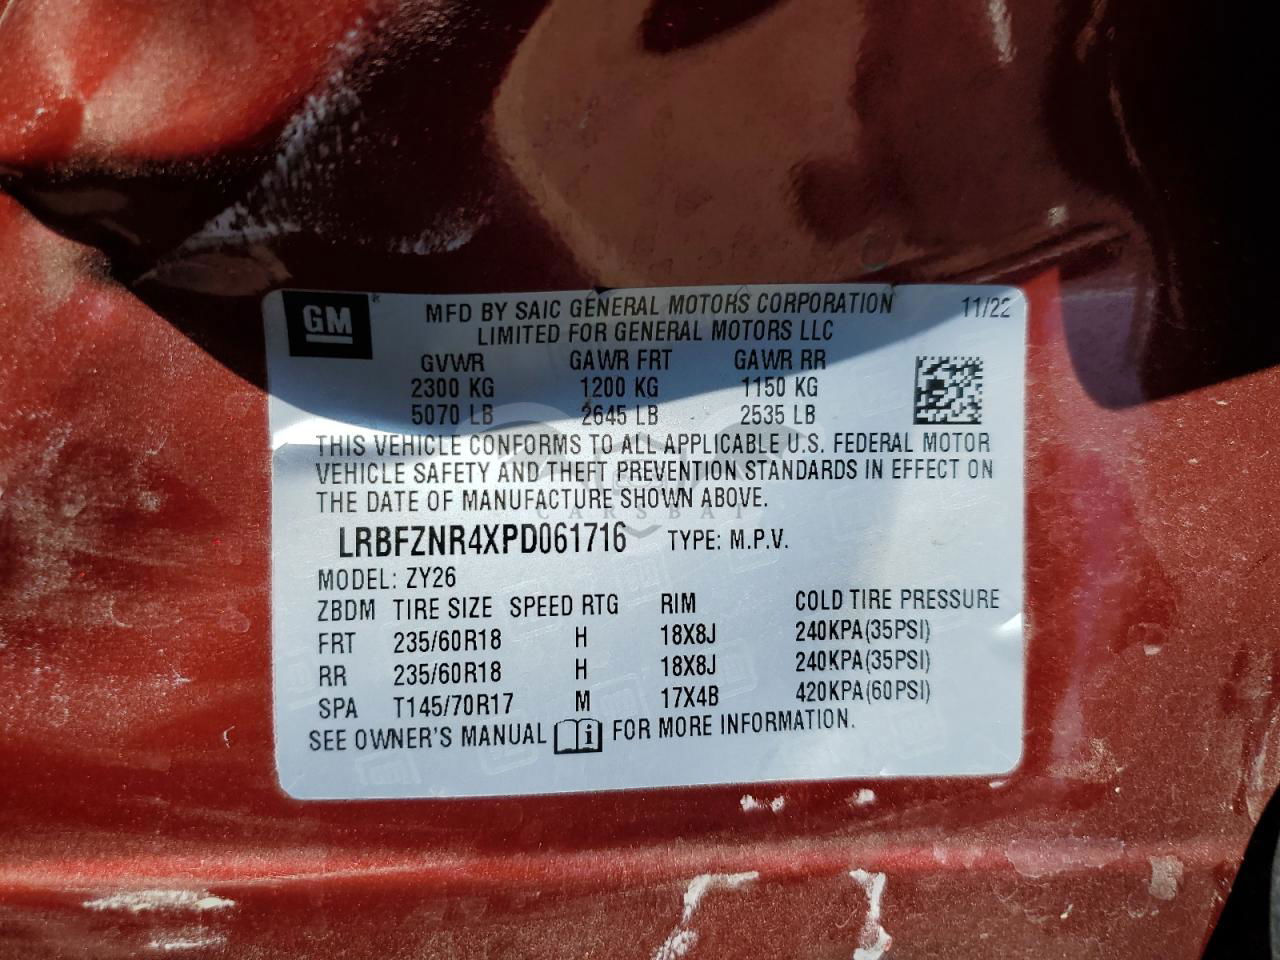 GM
MFD BY SAIC GENERAL MOTORS CORPORATION 11/22
LIMITED FOR GENERAL MOTORS LLC
GVWR GAWR FRT GAWR RR
2300 KG 1200 KG 1150 KG
5070 LB 2645 LB 2535 LB
THIS VEHICLE CONFORMS TO ALL APPLICABLE U.S. FEDERAL MOTOR
VEHICLE SAFETY AND THEFT PREVENTION STANDARDS IN EFFECT ON
THE DATE OF MANUFACTURE SHOWN ABOVE.
CARSBAT
LRBFZNR4XPD061716 TYPE: M.P.V.
MODEL: ZY26
ZBDM TIRE SIZE SPEED RTG RIM COLD TIRE PRESSURE
FRT 235/60R18 H 18X8J 240KPA(35PSI)
RR 235/60R18 H 18X8J 240KPA(35PSI)
SPA T145/70R17 M 17X4B 420KPA(60PSI)
SEE OWNER'S MANUAL i FOR MORE INFORMATION.